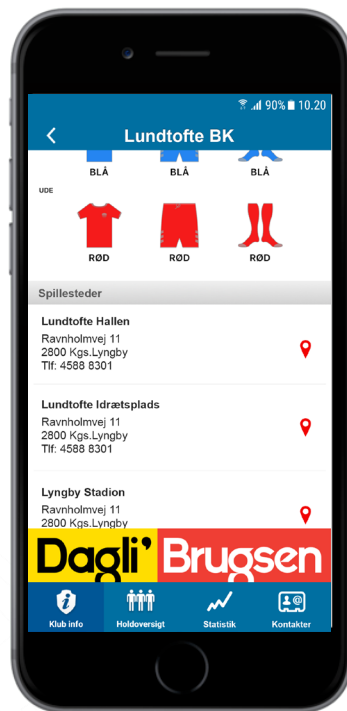 90% 10.20
Lundtofte BK
BLÅ BLÅ BLÅ
UDE
RØD RØD RØD
Spillesteder
Lundtofte Hallen
Ravnholmvej 11
2800 Kgs.Lyngby
Tlf: 4588 8301
Lundtofte Idrætsplads
Ravnholmvej 11
2800 Kgs.Lyngby
Tlf: 4588 8301
Lyngby Stadion
Ravnholmvej 11
2800 Kgs.Lyngby
Dagli' Brugsen
Klub info Holdoversigt Statistik Kontakter